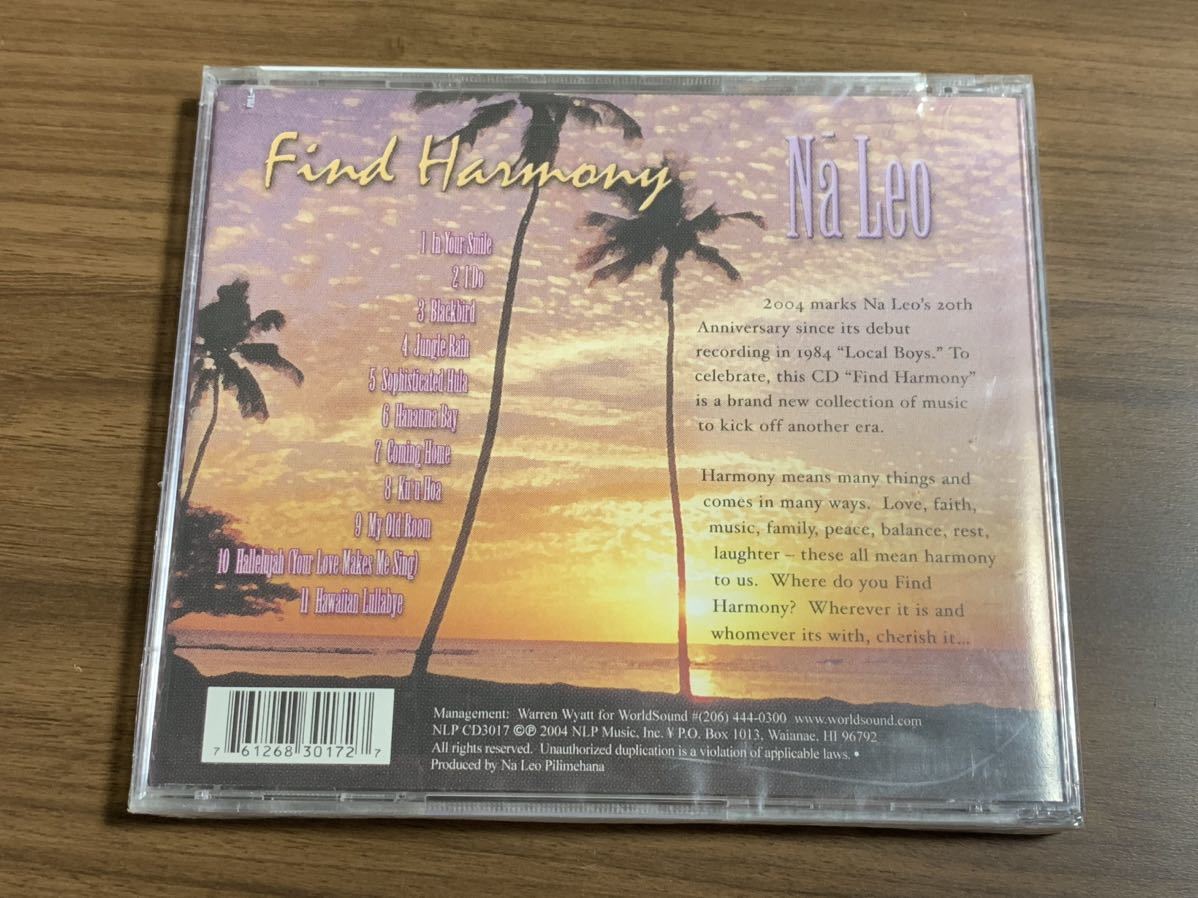 Find Harmony
Nā Leo
1 In Your Smile
2 I Do
3 Blackbird
4 Jungle Rain
5 Sophisticated Hula
6 Hananma Bay
7 Coming Home
8 Ku'u Hoa
9 My Old Room
10 Hallelujah (Your Love Makes Me Sing)
11 Hawaiian Lullabye
2004 marks Na Leo's 20th
Anniversary since its debut
recording in 1984 “Local Boys.” To
celebrate, this CD “Find Harmony”
is a brand new collection of music
to kick off another era.
Harmony means many things and
comes in many ways. Love, faith,
music, family, peace, balance, rest,
laughter – these all mean harmony
to us. Where do you Find
Harmony? Wherever it is and
whomever its with, cherish it...
7 61268 30172 7
Management: Warren Wyatt for WorldSound #(206) 444-0300 www.worldsound.com
NLP CD3017 ©℗ 2004 NLP Music, Inc. ¥ P.O. Box 1013, Waianac, HI 96792
All rights reserved. Unauthorized duplication is a violation of applicable laws. •
Produced by Na Leo Pilimehana